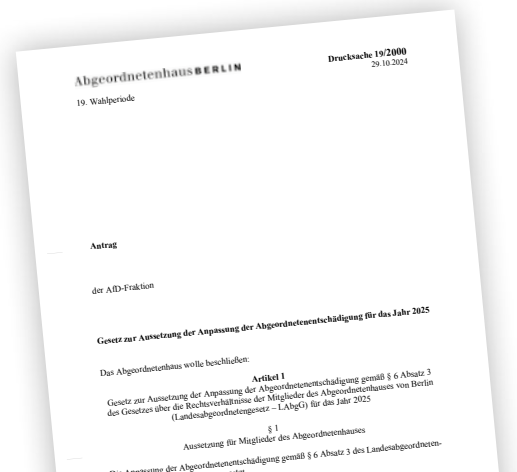 Abgeordnetenhaus BERLIN
Drucksache 19/2000
29.10.2024
19. Wahlperiode
Antrag
der AfD-Fraktion
Gesetz zur Aussetzung der Anpassung der Abgeordnetenentschädigung für das Jahr 2025
Das Abgeordnetenhaus wolle beschließen:
Artikel 1
Gesetz zur Aussetzung der Anpassung der Abgeordnetenentschädigung gemäß § 6 Absatz 3
des Gesetzes über die Rechtsverhältnisse der Mitglieder des Abgeordnetenhauses von Berlin
(Landesabgeordnetengesetz – LAbgG) für das Jahr 2025
§ 1
Aussetzung für Mitglieder des Abgeordnetenhauses
Die Anpassung der Abgeordnetenentschädigung gemäß § 6 Absatz 3 des Landesabgeordneten-